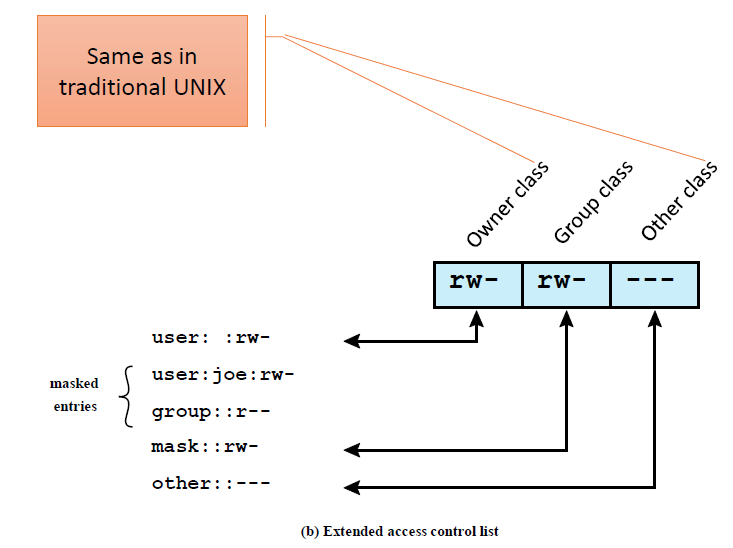 Same as in
traditional UNIX
Owner class
Group class
Other class
rw- rw- ---
user: :rw-
masked
entries
user:joe:rw-
group::r--
mask::rw-
other::---
(b) Extended access control list